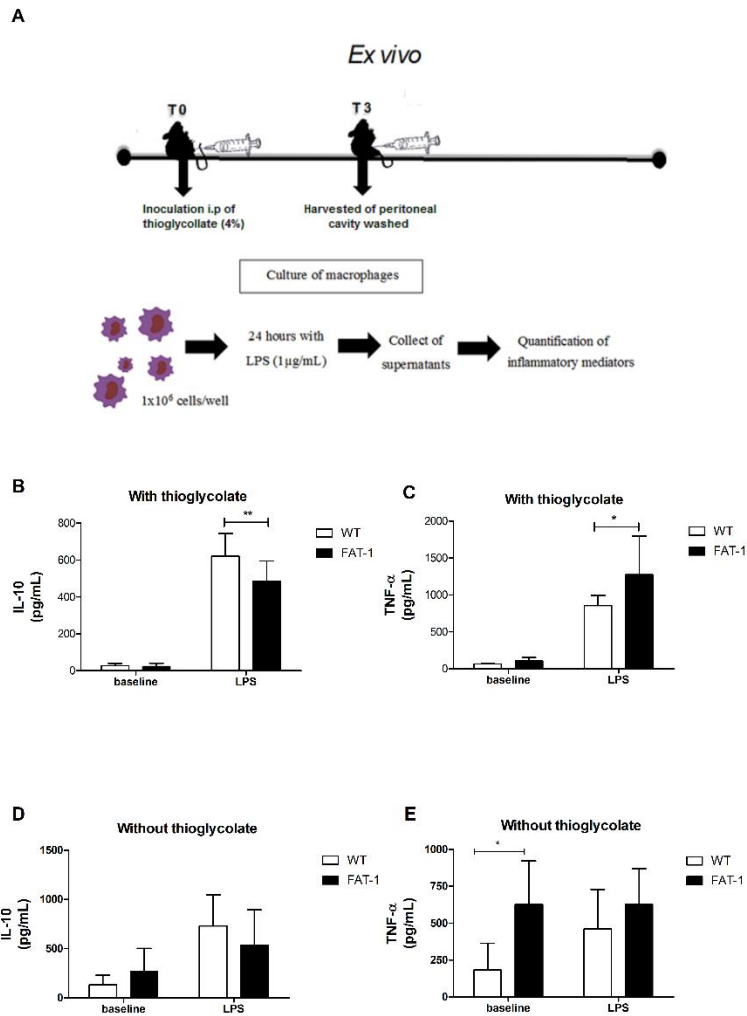 A
Ex vivo
T0
T3
Inoculation i.p of
thioglycollate (4%)
Harvested of peritoneal
cavity washed
Culture of macrophages
24 hours with
LPS (1µg/mL)
Collect of
supernatants
Quantification of
inflammatory mediators
1x10⁶ cells/well
B
With thioglycolate
IL-10
(pg/mL)
800
600
400
200
0
**
WT
FAT-1
baseline
LPS
C
With thioglycolate
TNF-α
(pg/mL)
2000
1500
1000
500
0
*
WT
FAT-1
baseline
LPS
D
Without thioglycolate
IL-10
(pg/mL)
1500
1000
500
0
WT
FAT-1
baseline
LPS
E
Without thioglycolate
TNF-α
(pg/mL)
1000
750
500
250
0
*
WT
FAT-1
baseline
LPS